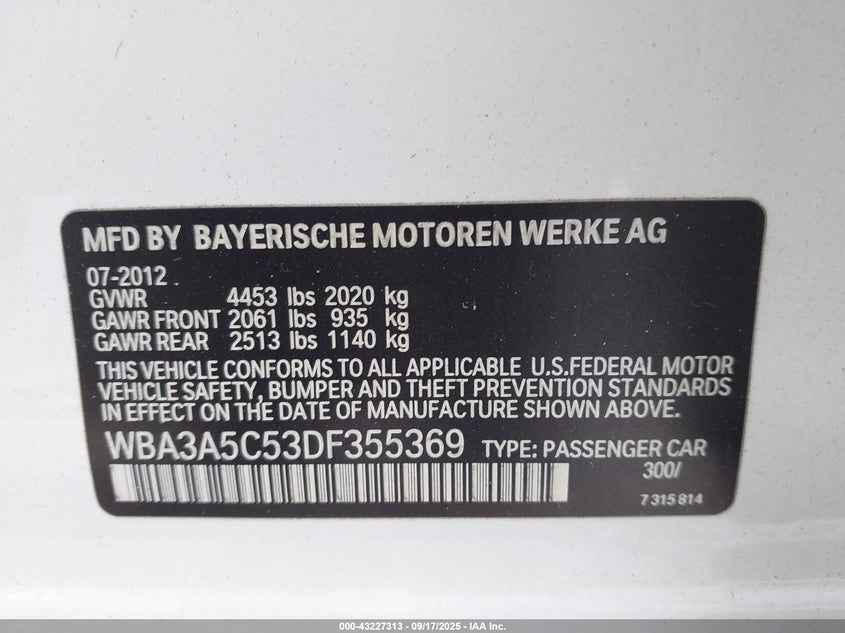 MFD BY BAYERISCHE MOTOREN WERKE AG
07-2012
GVWR 4453 lbs 2020 kg
GAWR FRONT 2061 lbs 935 kg
GAWR REAR 2513 lbs 1140 kg
THIS VEHICLE CONFORMS TO ALL APPLICABLE U.S.FEDERAL MOTOR
VEHICLE SAFETY, BUMPER AND THEFT PREVENTION STANDARDS
IN EFFECT ON THE DATE OF MANUFACTURE SHOWN ABOVE.
WBA3A5C53DF355369 TYPE: PASSENGER CAR
300/
7 315 814
000-43227313 - 09/17/2025 - IAA Inc.